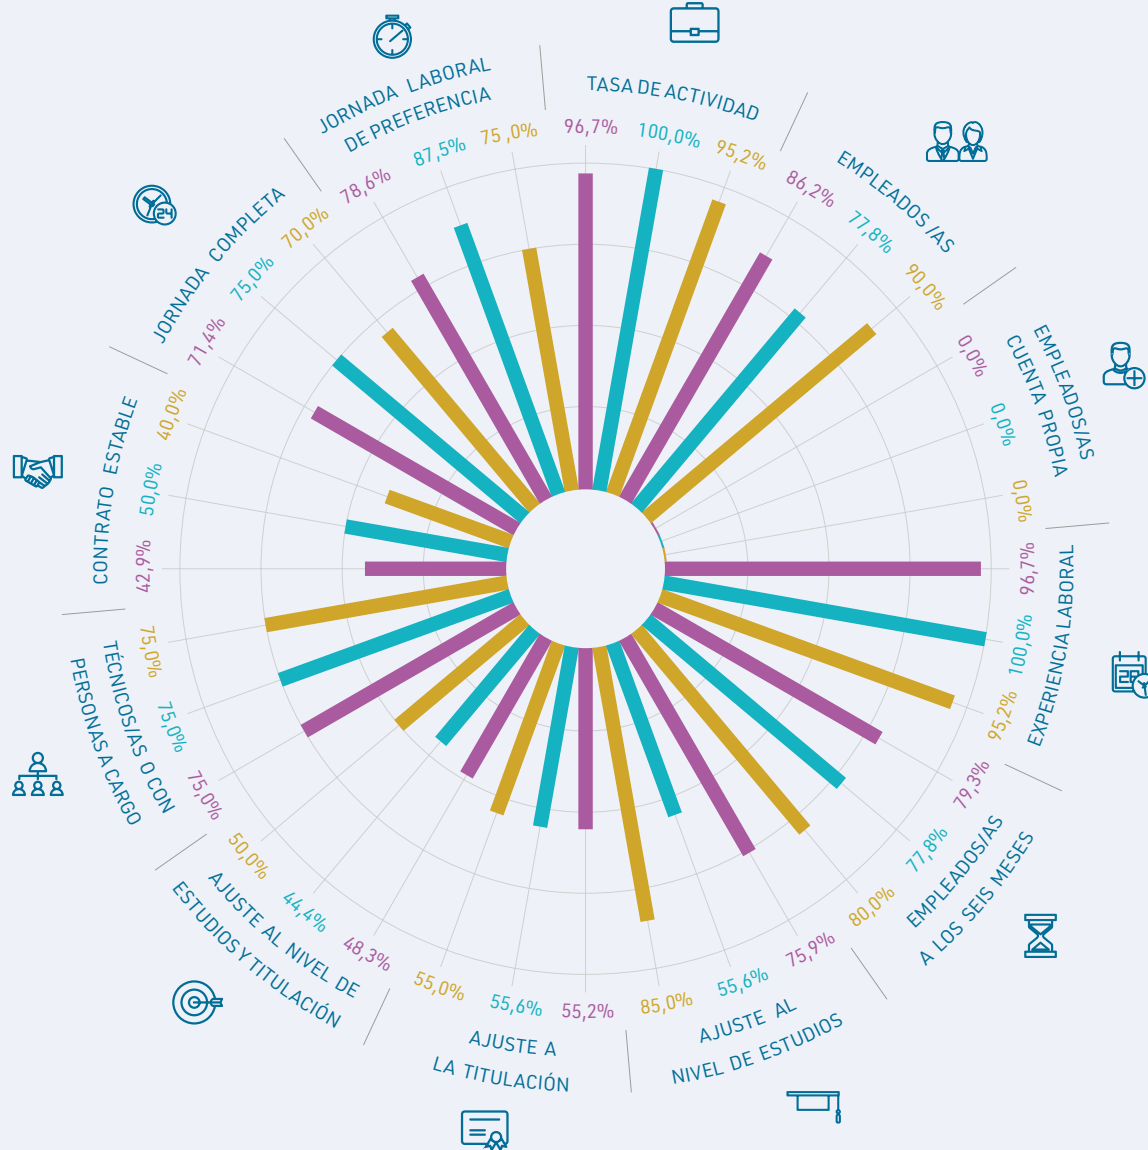 TASA DE ACTIVIDAD
96,7%
100,0%
95,2%
EMPLEADOS/AS
86,2%
77,8%
90,0%
EMPLEADOS/AS
CUENTA PROPIA
0,0%
0,0%
0,0%
EXPERIENCIA LABORAL
96,7%
100,0%
95,2%
EMPLEADOS/AS
A LOS SEIS MESES
79,3%
77,8%
80,0%
AJUSTE AL
NIVEL DE ESTUDIOS
75,9%
55,6%
85,0%
AJUSTE A
LA TITULACIÓN
55,2%
55,6%
55,0%
AJUSTE AL NIVEL DE
ESTUDIOS Y TITULACIÓN
48,3%
44,4%
50,0%
TÉCNICOS/AS O CON
PERSONAS A CARGO
75,0%
75,0%
75,0%
CONTRATO ESTABLE
42,9%
50,0%
40,0%
JORNADA COMPLETA
71,4%
75,0%
70,0%
JORNADA LABORAL
DE PREFERENCIA
78,6%
87,5%
75,0%
24